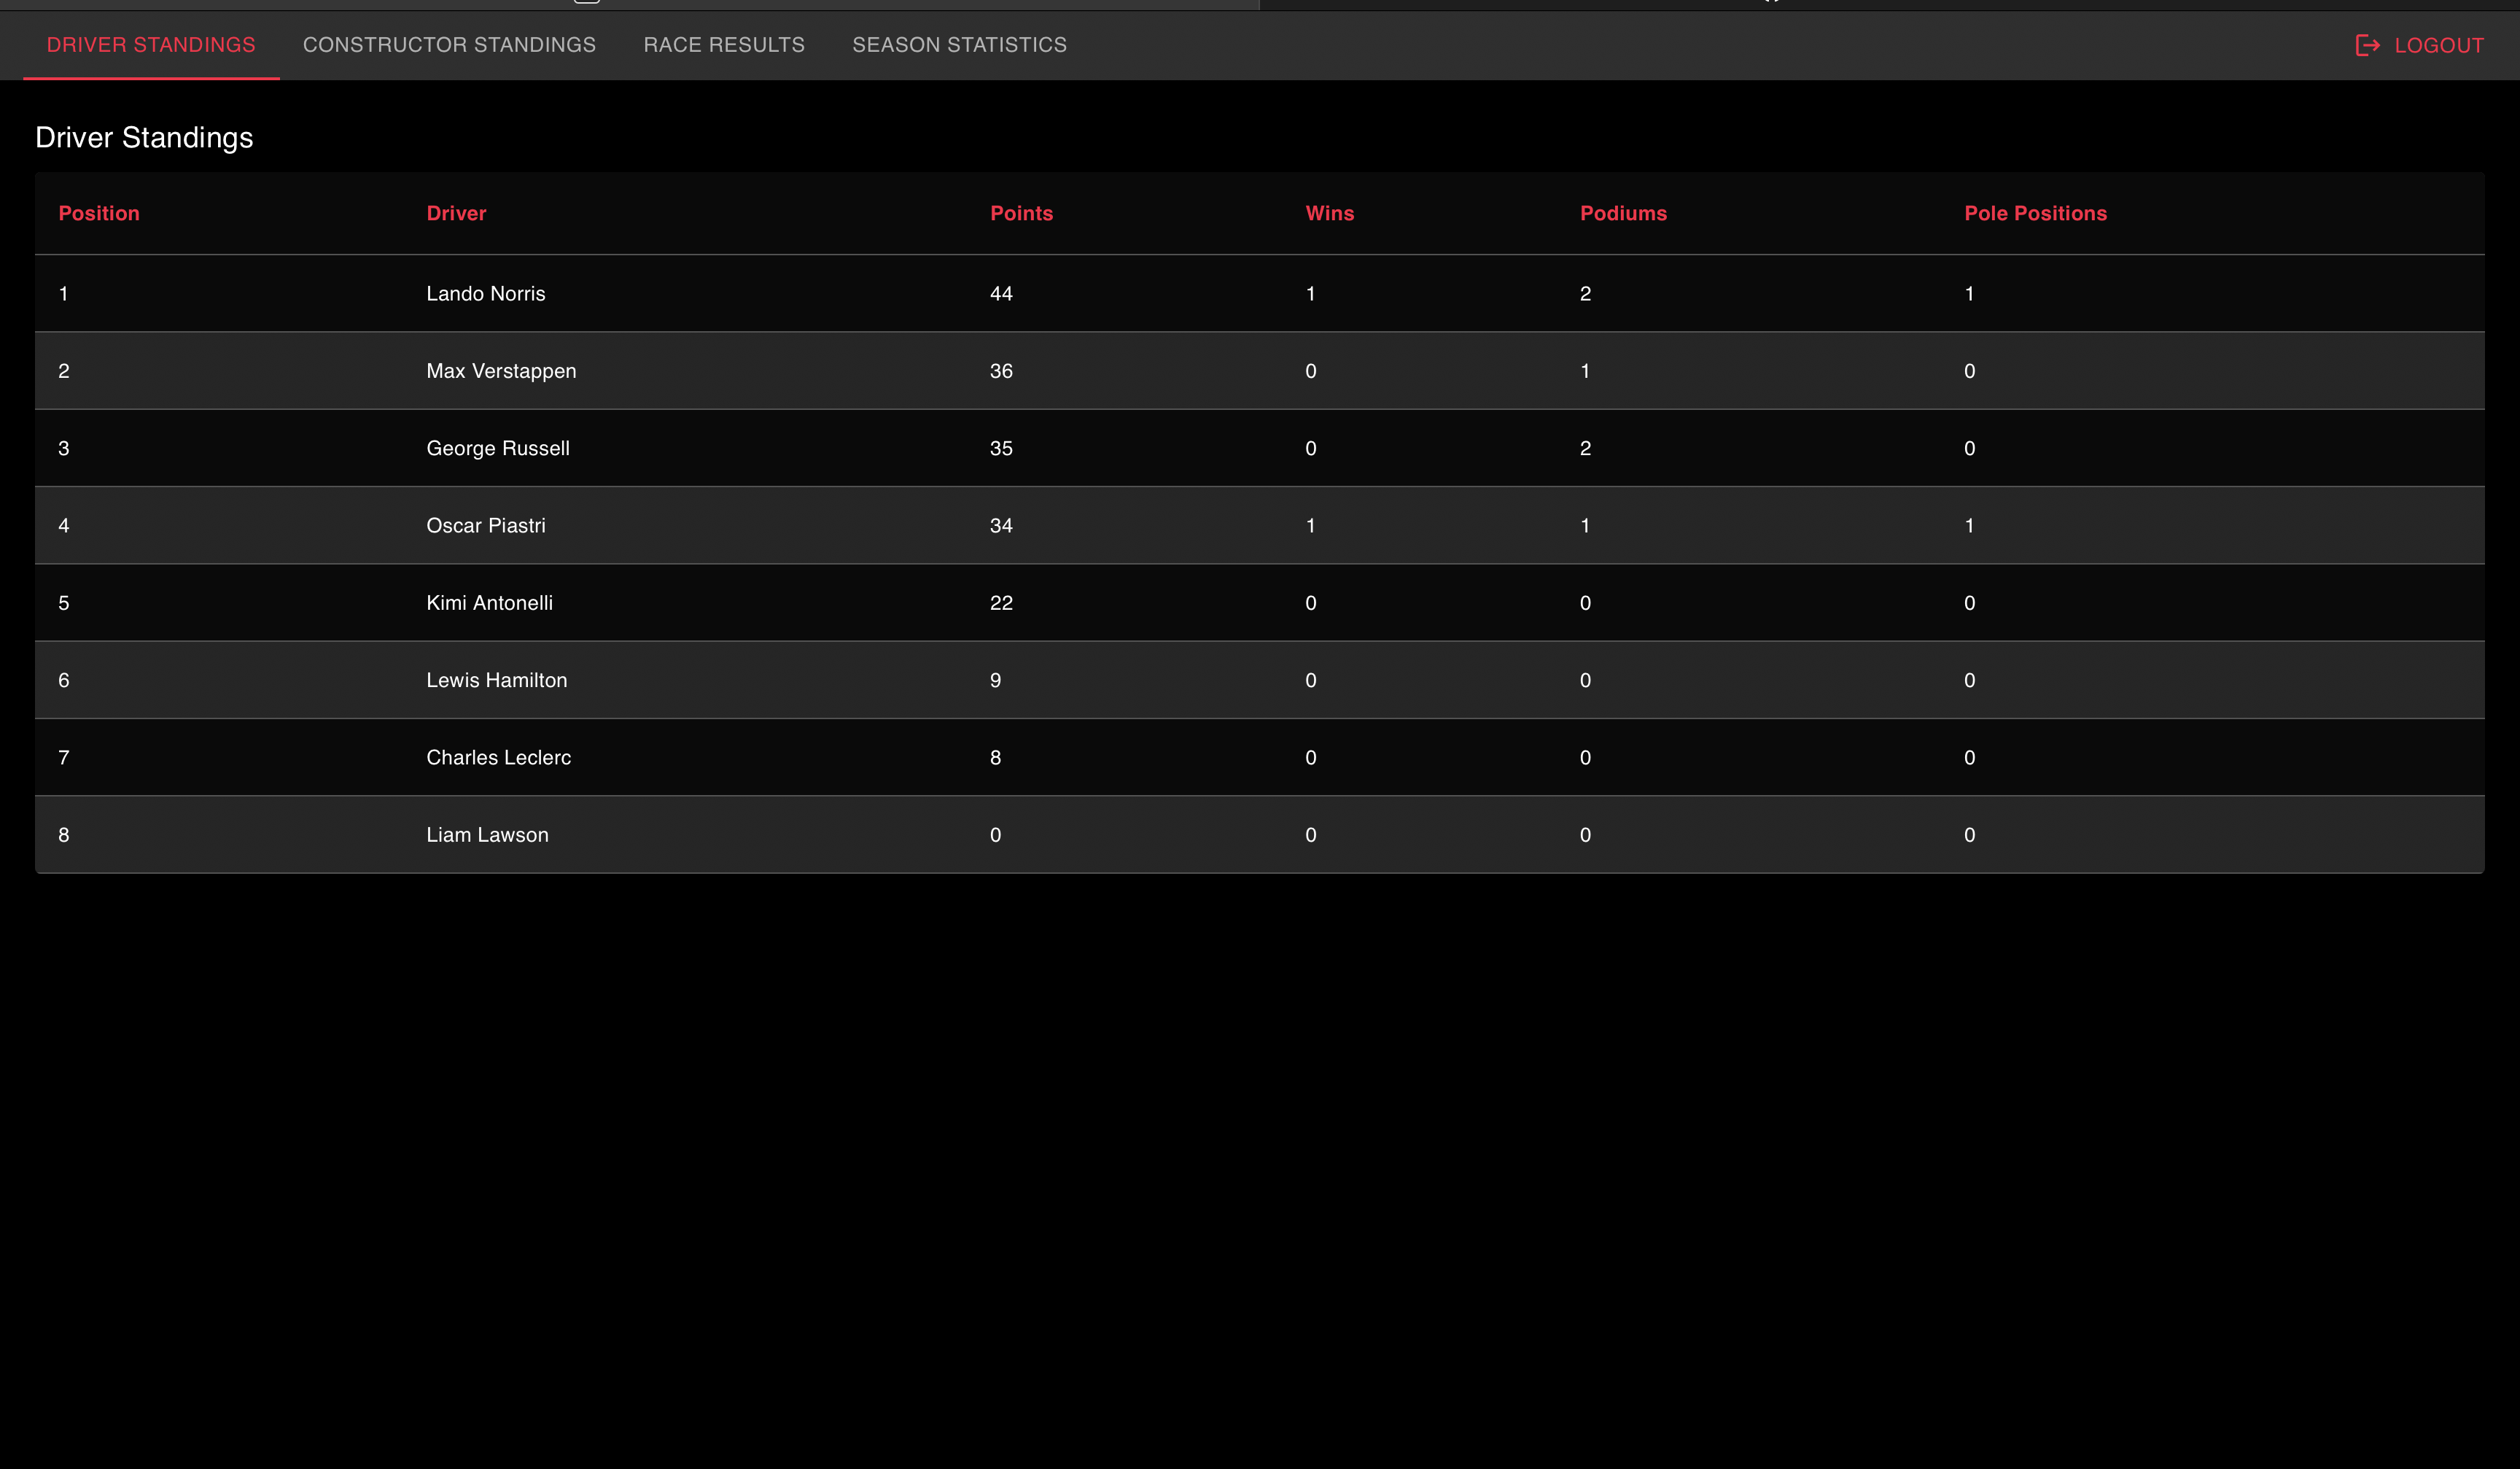 DRIVER STANDINGS CONSTRUCTOR STANDINGS RACE RESULTS SEASON STATISTICS LOGOUT
Driver Standings
Position Driver Points Wins Podiums Pole Positions
1 Lando Norris 44 1 2 1
2 Max Verstappen 36 0 1 0
3 George Russell 35 0 2 0
4 Oscar Piastri 34 1 1 1
5 Kimi Antonelli 22 0 0 0
6 Lewis Hamilton 9 0 0 0
7 Charles Leclerc 8 0 0 0
8 Liam Lawson 0 0 0 0